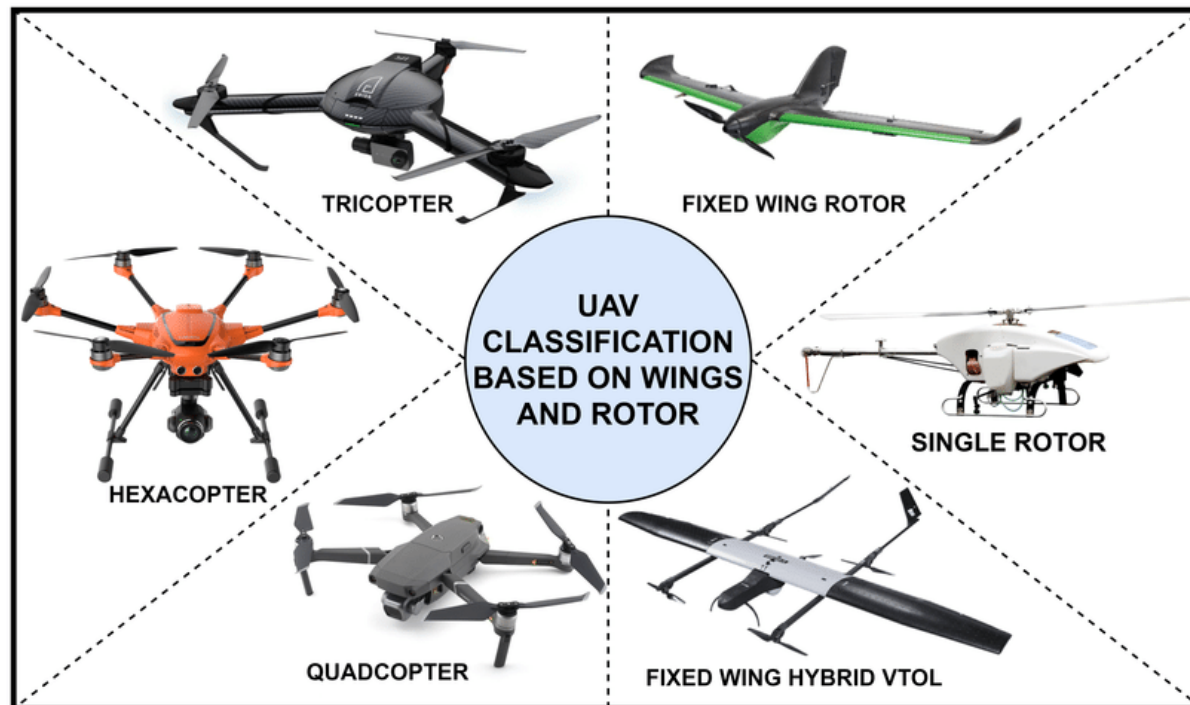 TRICOPTER
FIXED WING ROTOR
UAV
CLASSIFICATION
BASED ON WINGS
AND ROTOR
HEXACOPTER
SINGLE ROTOR
QUADCOPTER
FIXED WING HYBRID VTOL